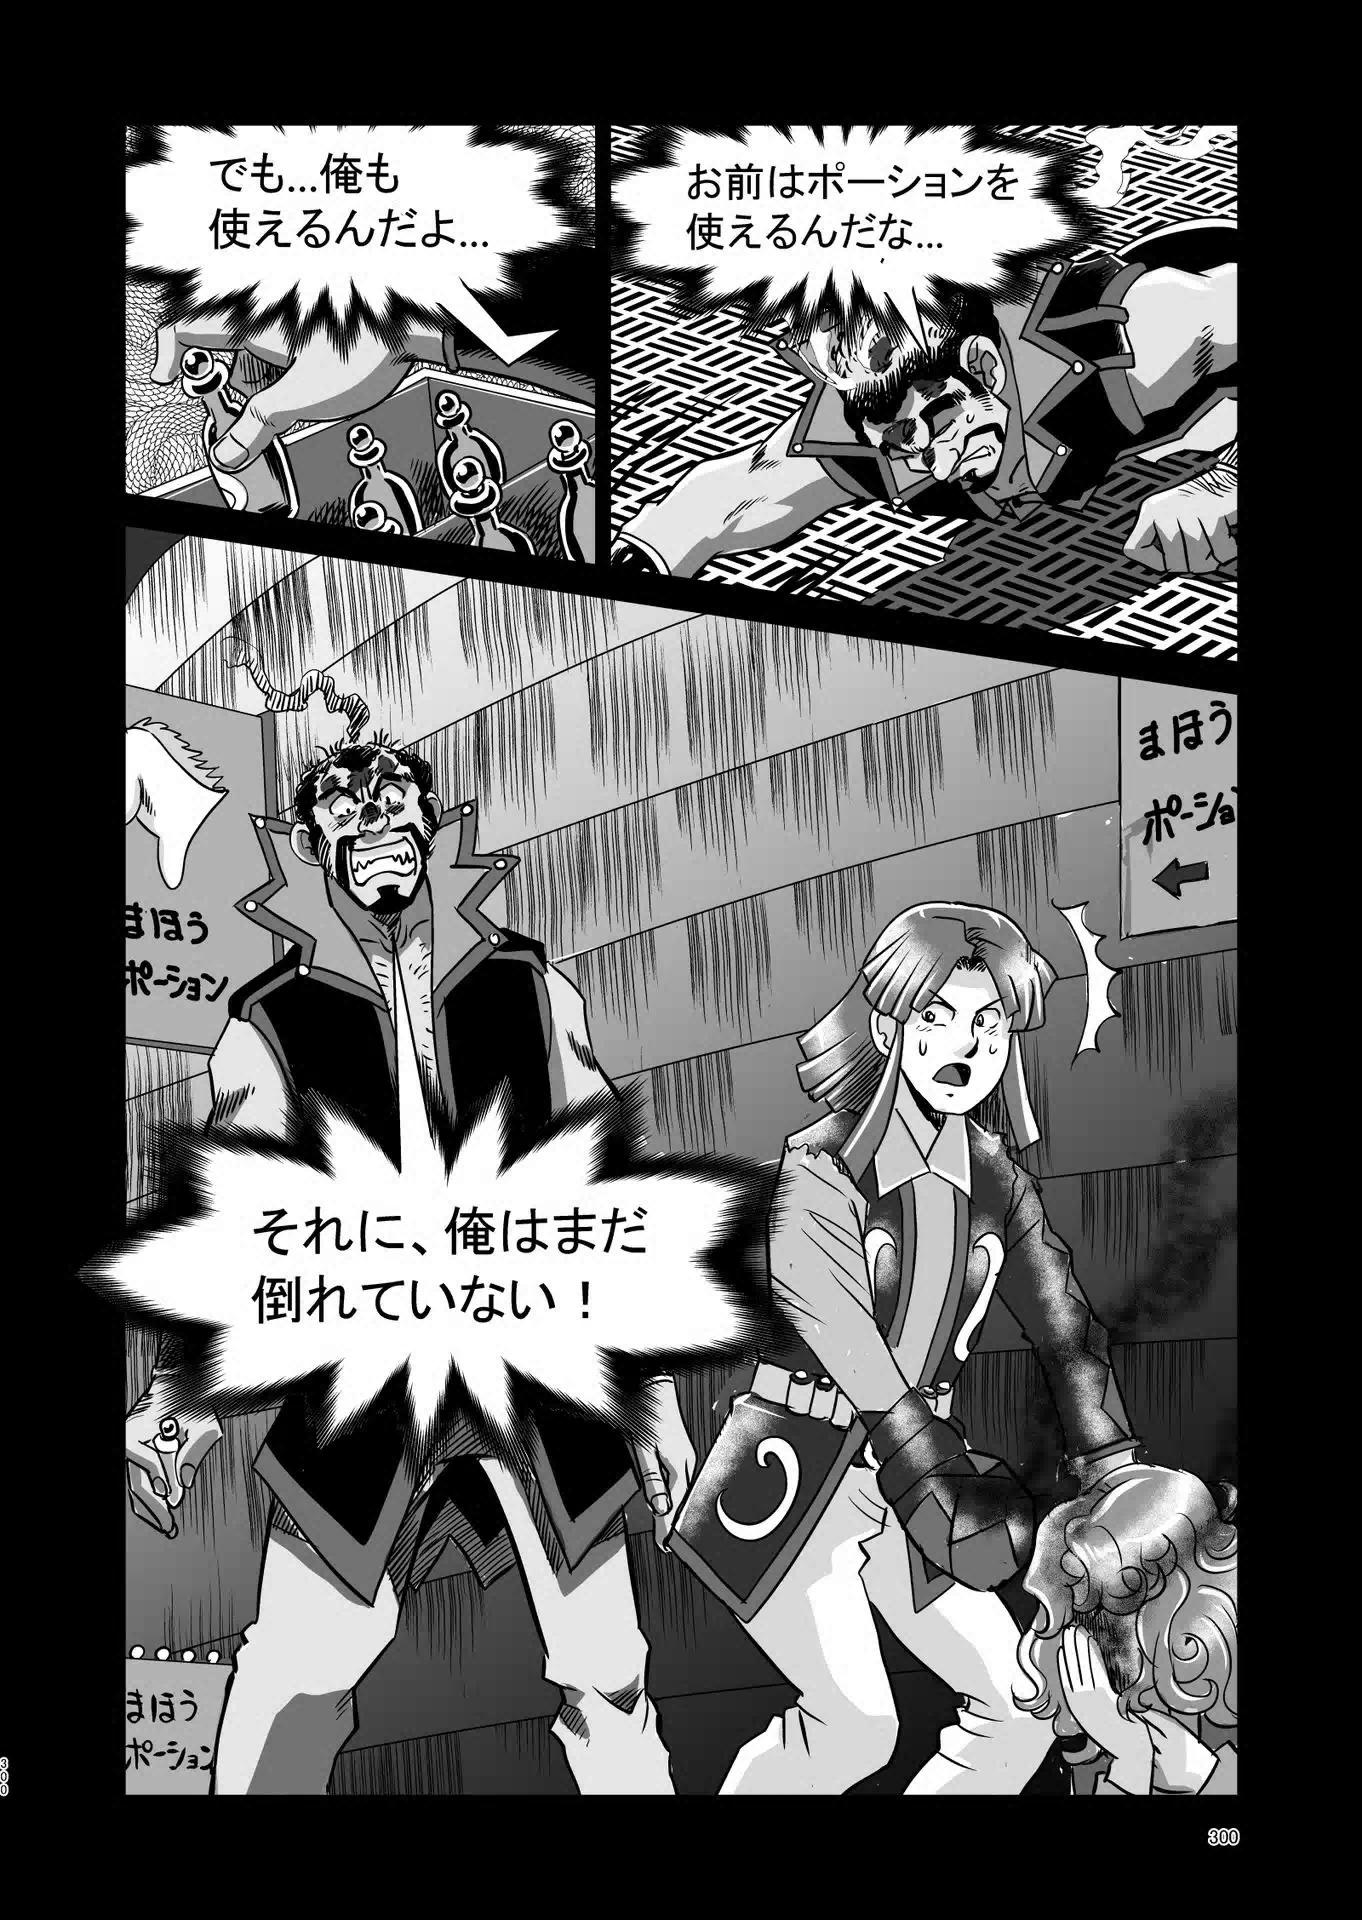 お前はポーションを
使えるんだな...
でも...俺も
使えるんだよ...
まほう
ポーション
まほう
ポーション
それに、俺はまだ
倒れていない！
まほう
ポーション
300
300